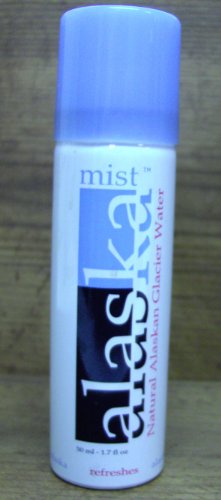 mist™
alaska
Natural Alaskan Glacier Water
50 ml - 1.7 fl oz
refreshes